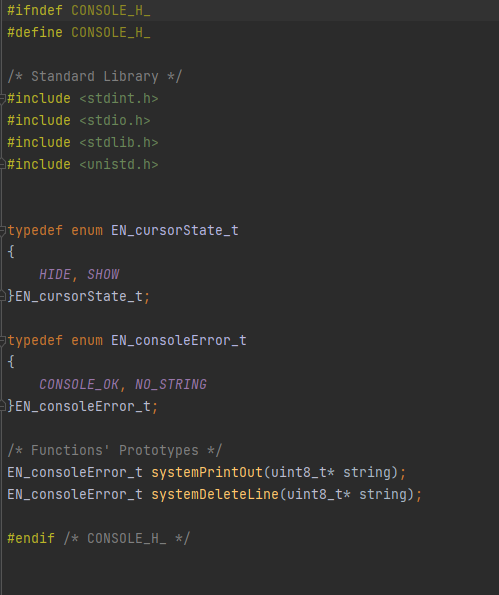 #ifndef CONSOLE_H_
#define CONSOLE_H_
/* Standard Library */
#include <stdint.h>
#include <stdio.h>
#include <stdlib.h>
#include <unistd.h>
typedef enum EN_cursorState_t
{
    HIDE, SHOW
}EN_cursorState_t;
typedef enum EN_consoleError_t
{
    CONSOLE_OK, NO_STRING
}EN_consoleError_t;
/* Functions' Prototypes */
EN_consoleError_t systemPrintOut(uint8_t* string);
EN_consoleError_t systemDeleteLine(uint8_t* string);
#endif /* CONSOLE_H_ */